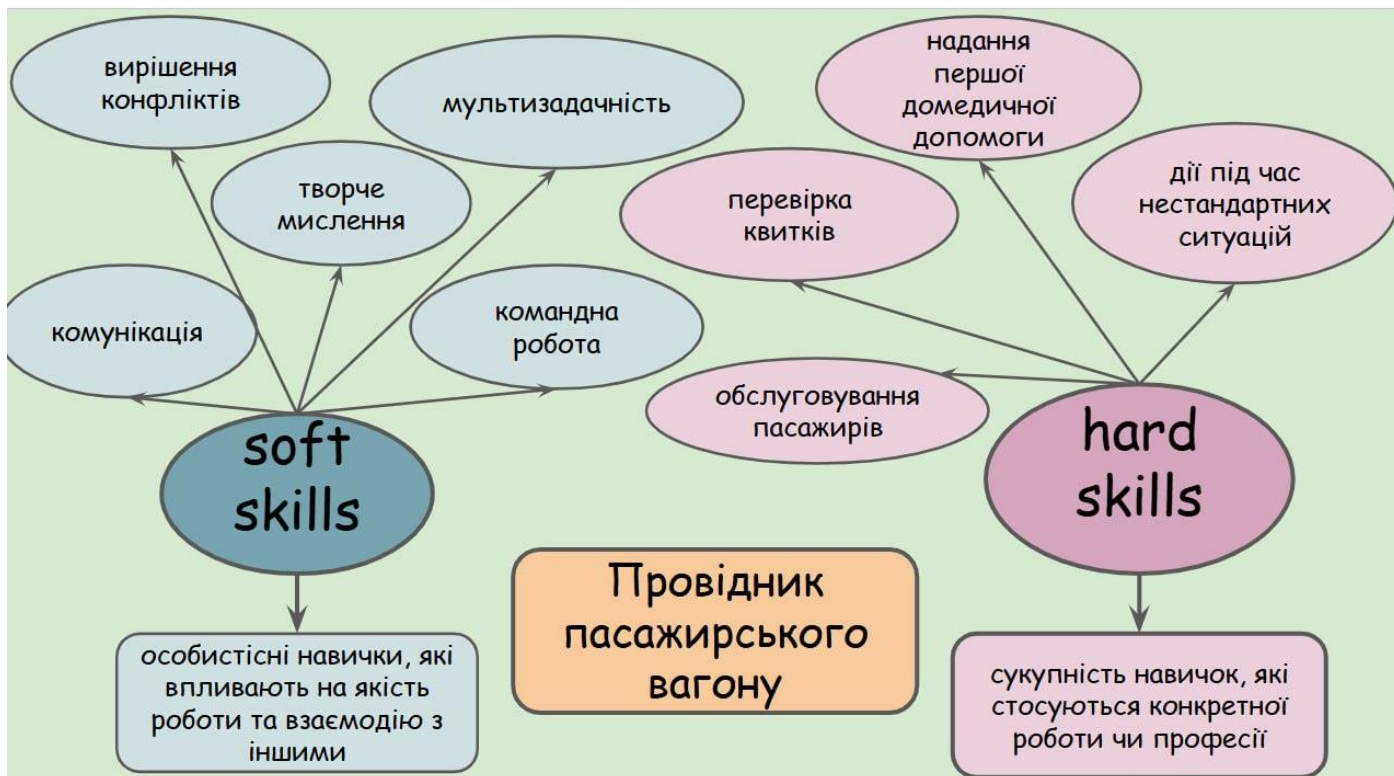 вирішення
конфліктів
мультизадачність
творче
мислення
комунікація
командна
робота
soft
skills
особистісні навички, які
впливають на якість
роботи та взаємодію з
іншими
Провідник
пасажирського
вагону
надання
першої
домедичної
допомоги
перевірка
квитків
дії під час
нестандартних
ситуацій
обслуговування
пасажирів
hard
skills
сукупність навичок, які
стосуються конкретної
роботи чи професії